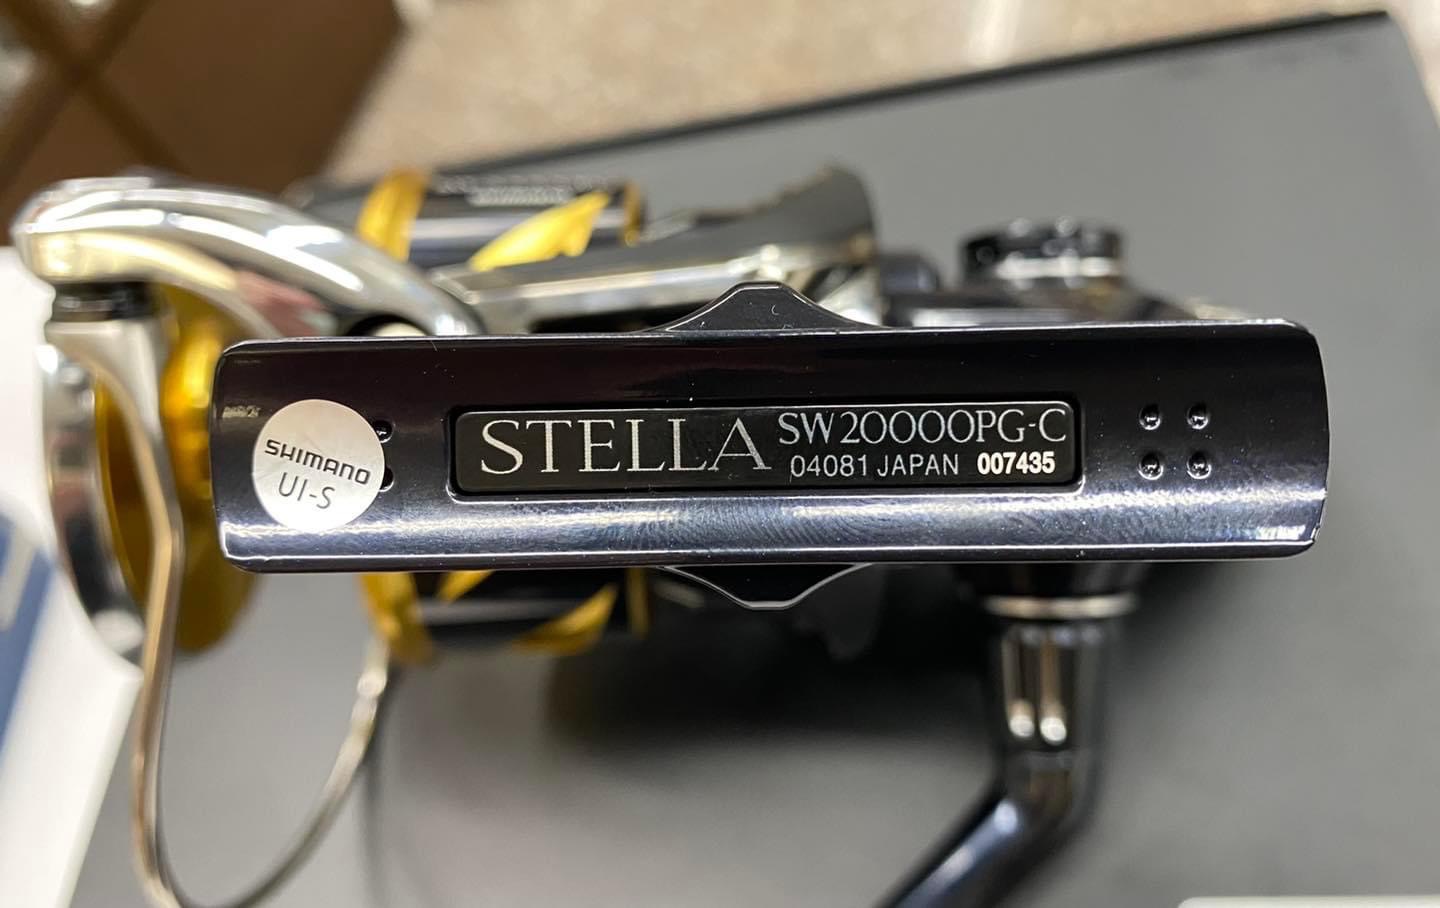 SHIMANO
UI-S
STELLA SW20000PG-C
04081 JAPAN 007435